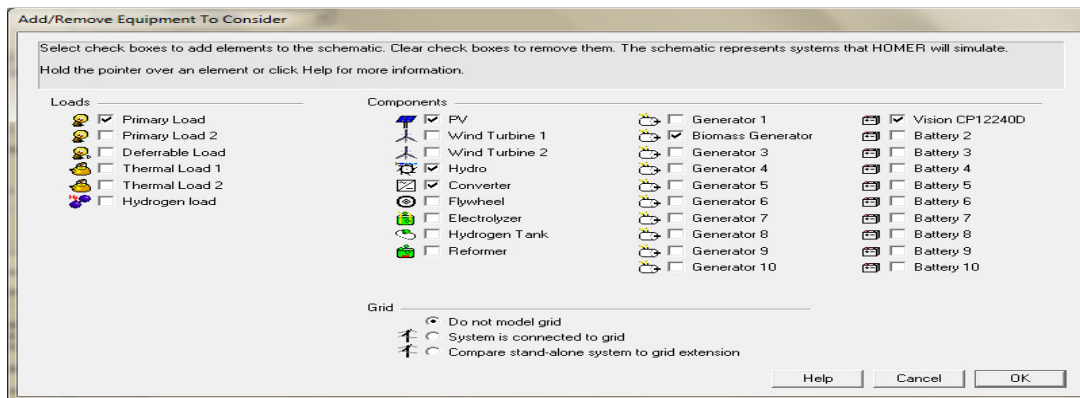 Add/Remove Equipment To Consider
Select check boxes to add elements to the schematic. Clear check boxes to remove them. The schematic represents systems that HOMER will simulate.
Hold the pointer over an element or click Help for more information.
Loads
Primary Load
Primary Load 2
Deferrable Load
Thermal Load 1
Thermal Load 2
Hydrogen load
Components
PV
Wind Turbine 1
Wind Turbine 2
Hydro
Converter
Flywheel
Electrolyzer
Hydrogen Tank
Reformer
Generator 1
Biomass Generator
Generator 3
Generator 4
Generator 5
Generator 6
Generator 7
Generator 8
Generator 9
Generator 10
Vision CP12240D
Battery 2
Battery 3
Battery 4
Battery 5
Battery 6
Battery 7
Battery 8
Battery 9
Battery 10
Grid
Do not model grid
System is connected to grid
Compare stand-alone system to grid extension
Help
Cancel
OK